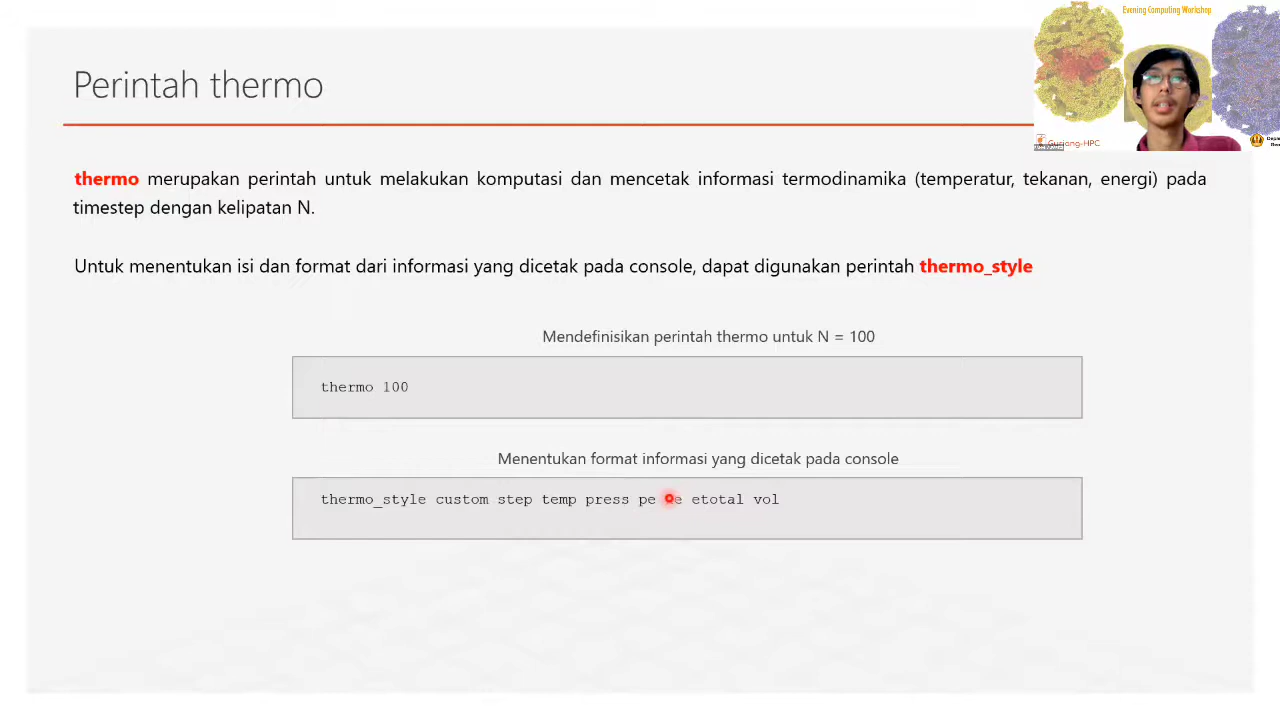 Evening Computing Workshop
Perintah thermo
Gunjang-HPC
thermo merupakan perintah untuk melakukan komputasi dan mencetak informasi termodinamika (temperatur, tekanan, energi) pada
timestep dengan kelipatan N.
Untuk menentukan isi dan format dari informasi yang dicetak pada console, dapat digunakan perintah thermo_style
Mendefinisikan perintah thermo untuk N = 100
thermo 100
Menentukan format informasi yang dicetak pada console
thermo_style custom step temp press pe etotal vol